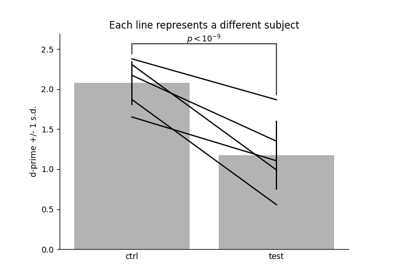 Each line represents a different subject
p < 10⁻⁹
2.5
2.0
1.5
1.0
0.5
0.0
d-prime +/- 1 s.d.
ctrl test